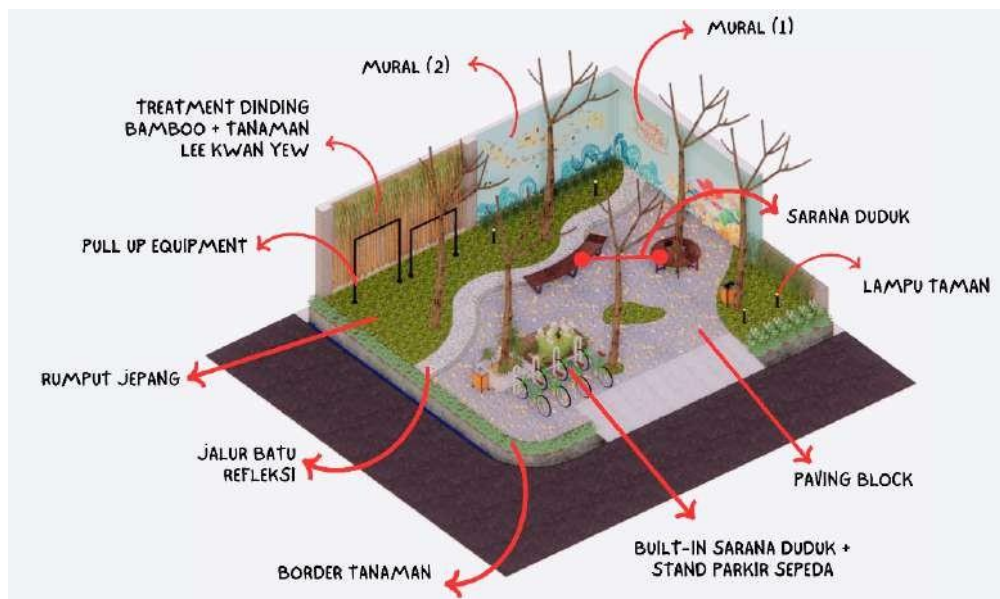 MURAL (1)
MURAL (2)
TREATMENT DINDING
BAMBOO + TANAMAN
LEE KWAN YEW
SARANA DUDUK
PULL UP EQUIPMENT
LAMPU TAMAN
RUMPUT JEPANG
JALUR BATU
REFLEKSI
PAVING BLOCK
BUILT-IN SARANA DUDUK +
STAND PARKIR SEPEDA
BORDER TANAMAN